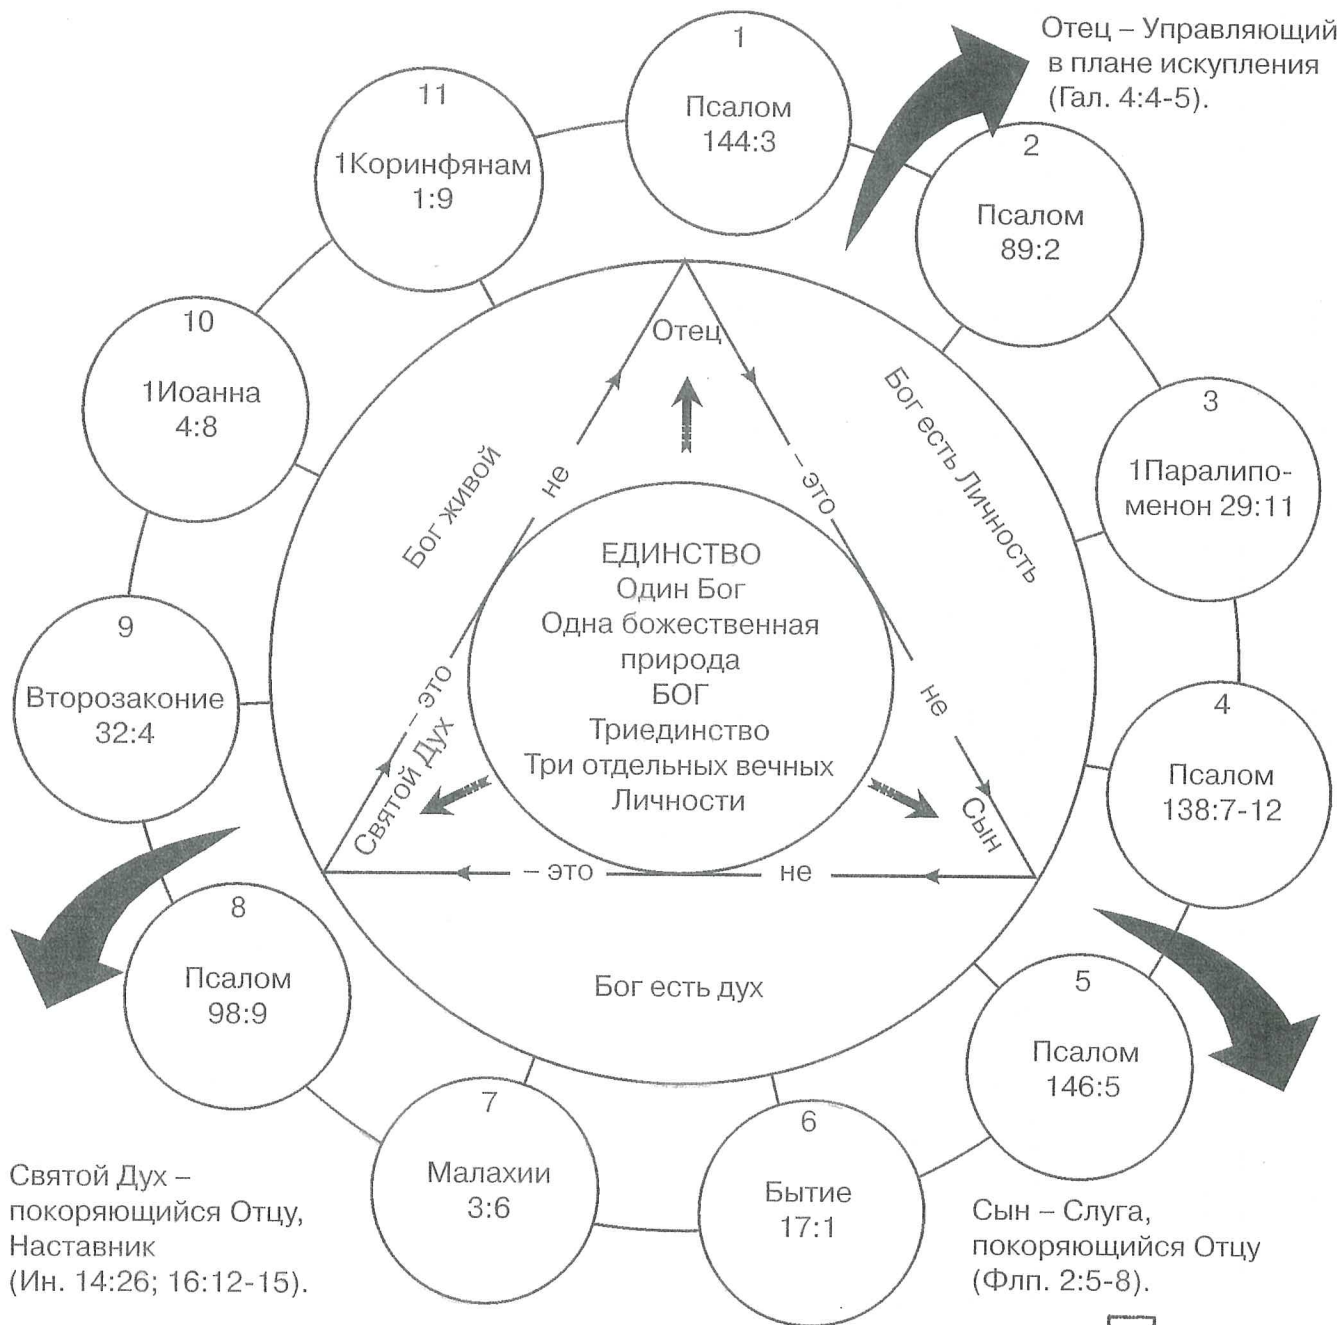 Отец – Управляющий
в плане искупления
(Гал. 4:4-5).
1
Псалом
144:3
2
Псалом
89:2
3
1Паралипо-
менон 29:11
4
Псалом
138:7-12
5
Псалом
146:5
6
Бытие
17:1
7
Малахии
3:6
8
Псалом
98:9
9
Второзаконие
32:4
10
1Иоанна
4:8
11
1Коринфянам
1:9
Отец
– это
не
Сын
не
– это
Святой Дух
– это
не
Бог живой
Бог есть Личность
Бог есть дух
ЕДИНСТВО
Один Бог
Одна божественная
природа
БОГ
Триединство
Три отдельных вечных
Личности
Святой Дух –
покоряющийся Отцу,
Наставник
(Ин. 14:26; 16:12-15).
Сын – Слуга,
покоряющийся Отцу
(Флп. 2:5-8).